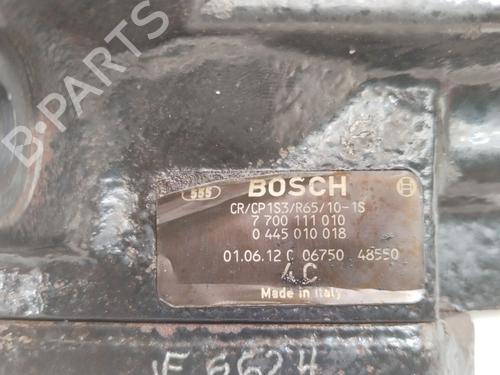 B-PARTS
555 BOSCH
CR/CP1S3/R65/10-1S
7 700 111 010
0 445 010 018
01.06.12 C 06750 48550
4C
Made in Italy